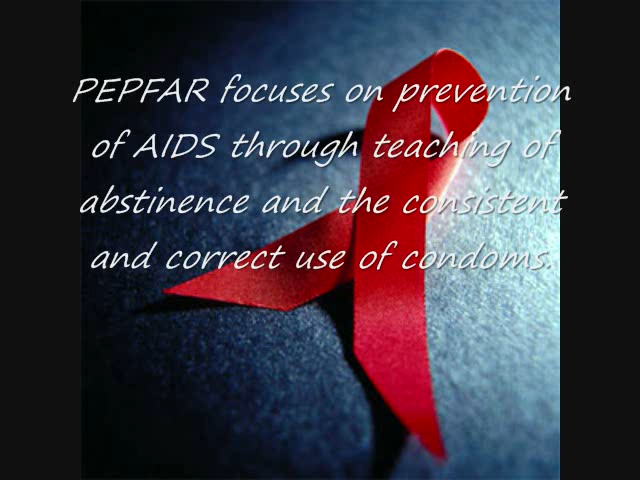 PEPFAR focuses on prevention
of AIDS through teaching of
abstinence and the consistent
and correct use of condoms.